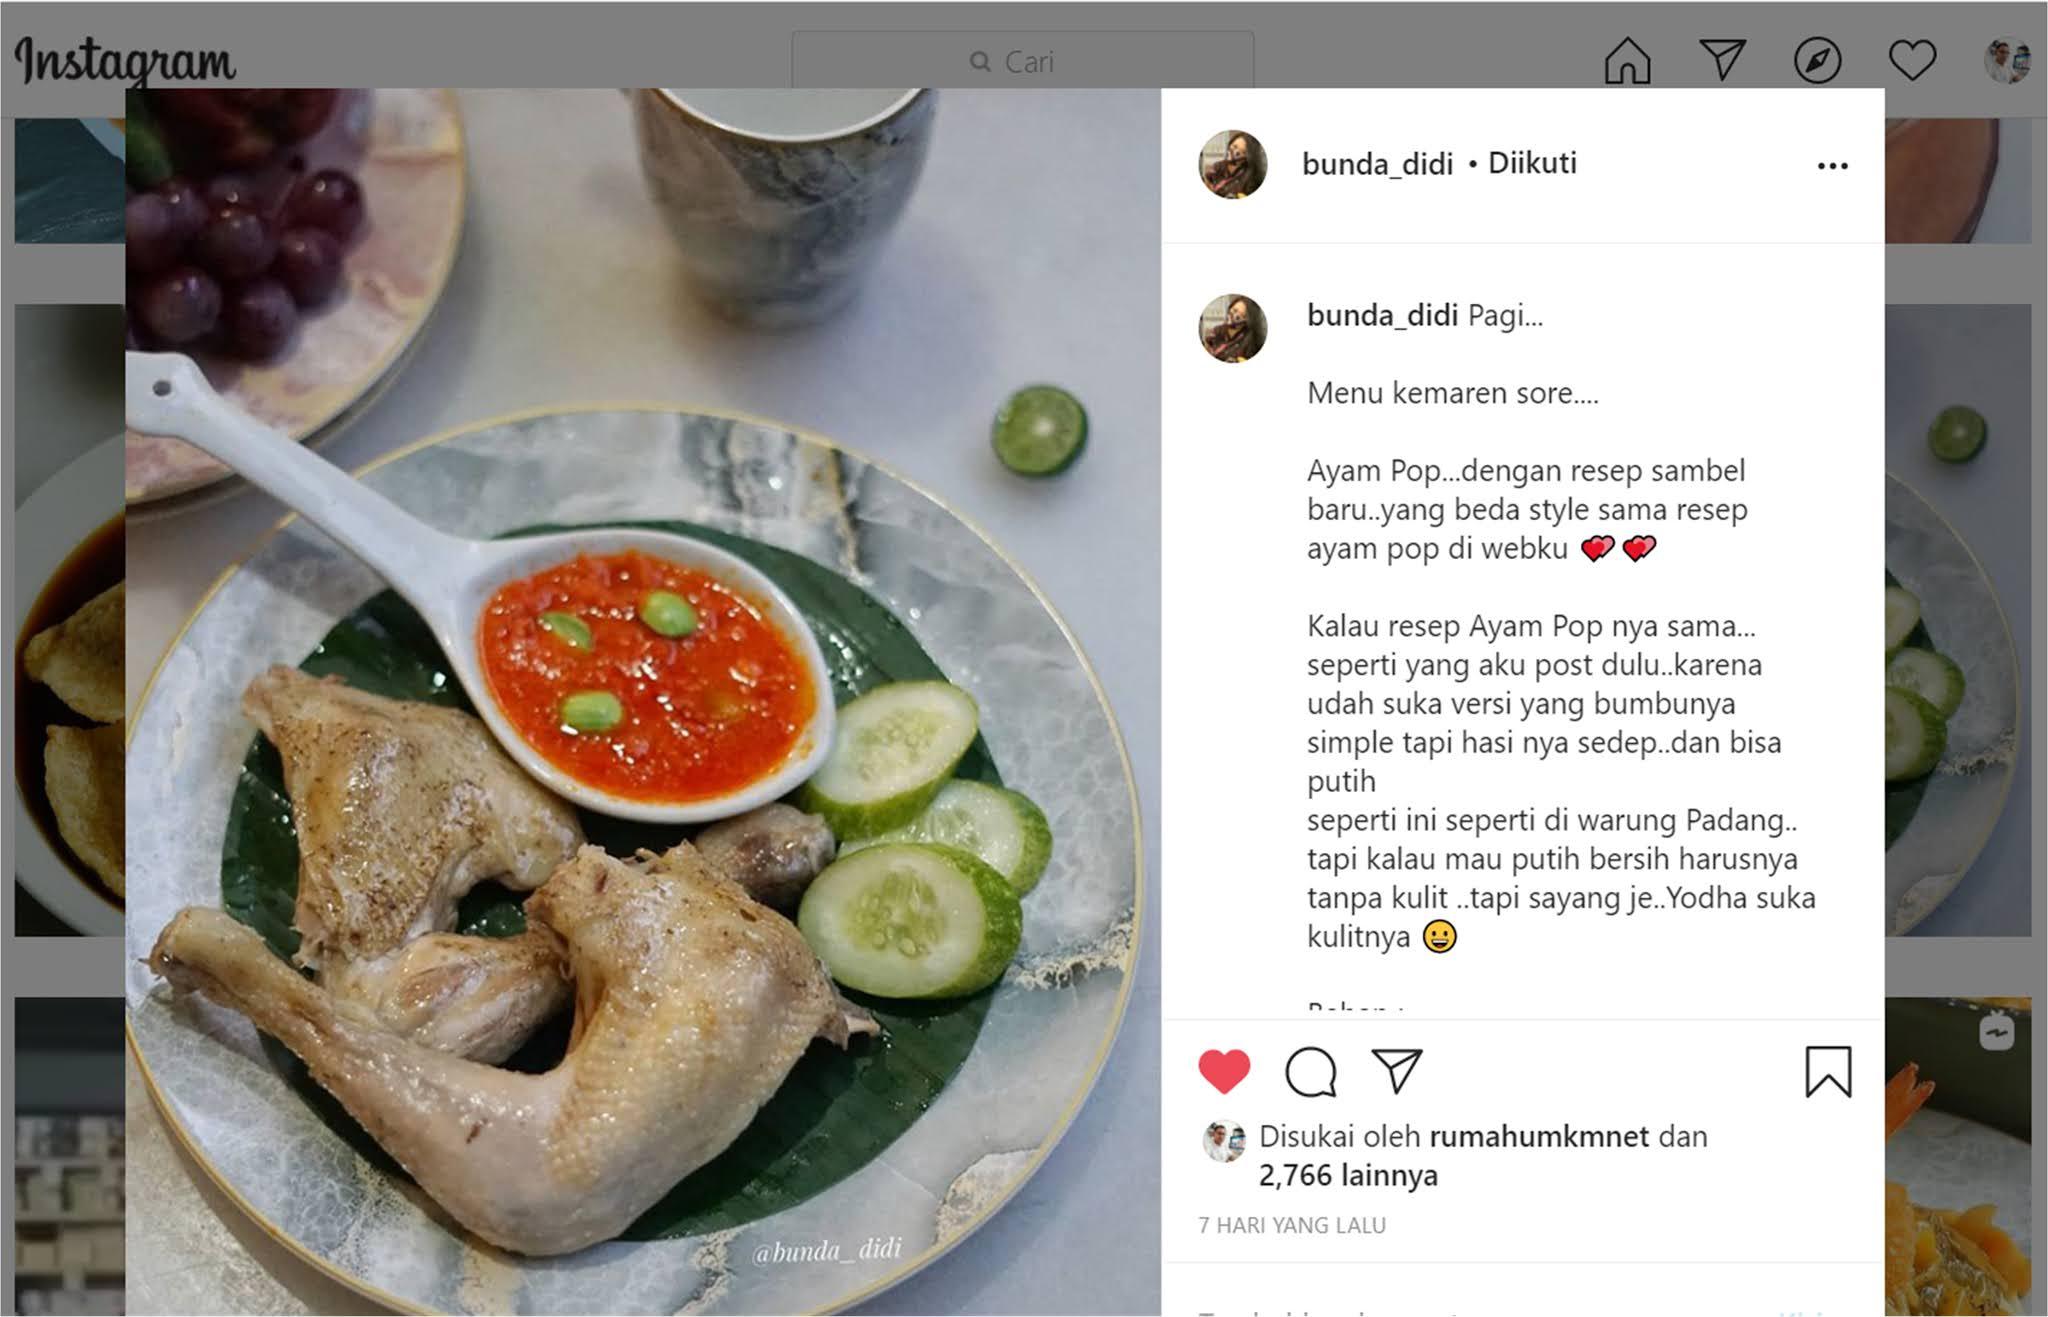 Instagram
Cari
bunda_didi • Diikuti
bunda_didi Pagi...
Menu kemaren sore....
Ayam Pop...dengan resep sambel
baru..yang beda style sama resep
ayam pop di webku 💞💞
Kalau resep Ayam Pop nya sama...
seperti yang aku post dulu..karena
udah suka versi yang bumbunya
simple tapi hasi nya sedep..dan bisa
putih
seperti ini seperti di warung Padang..
tapi kalau mau putih bersih harusnya
tanpa kulit ..tapi sayang je..Yodha suka
kulitnya 😀
Disukai oleh rumahumkmnet dan
2,766 lainnya
7 HARI YANG LALU
@bunda_didi